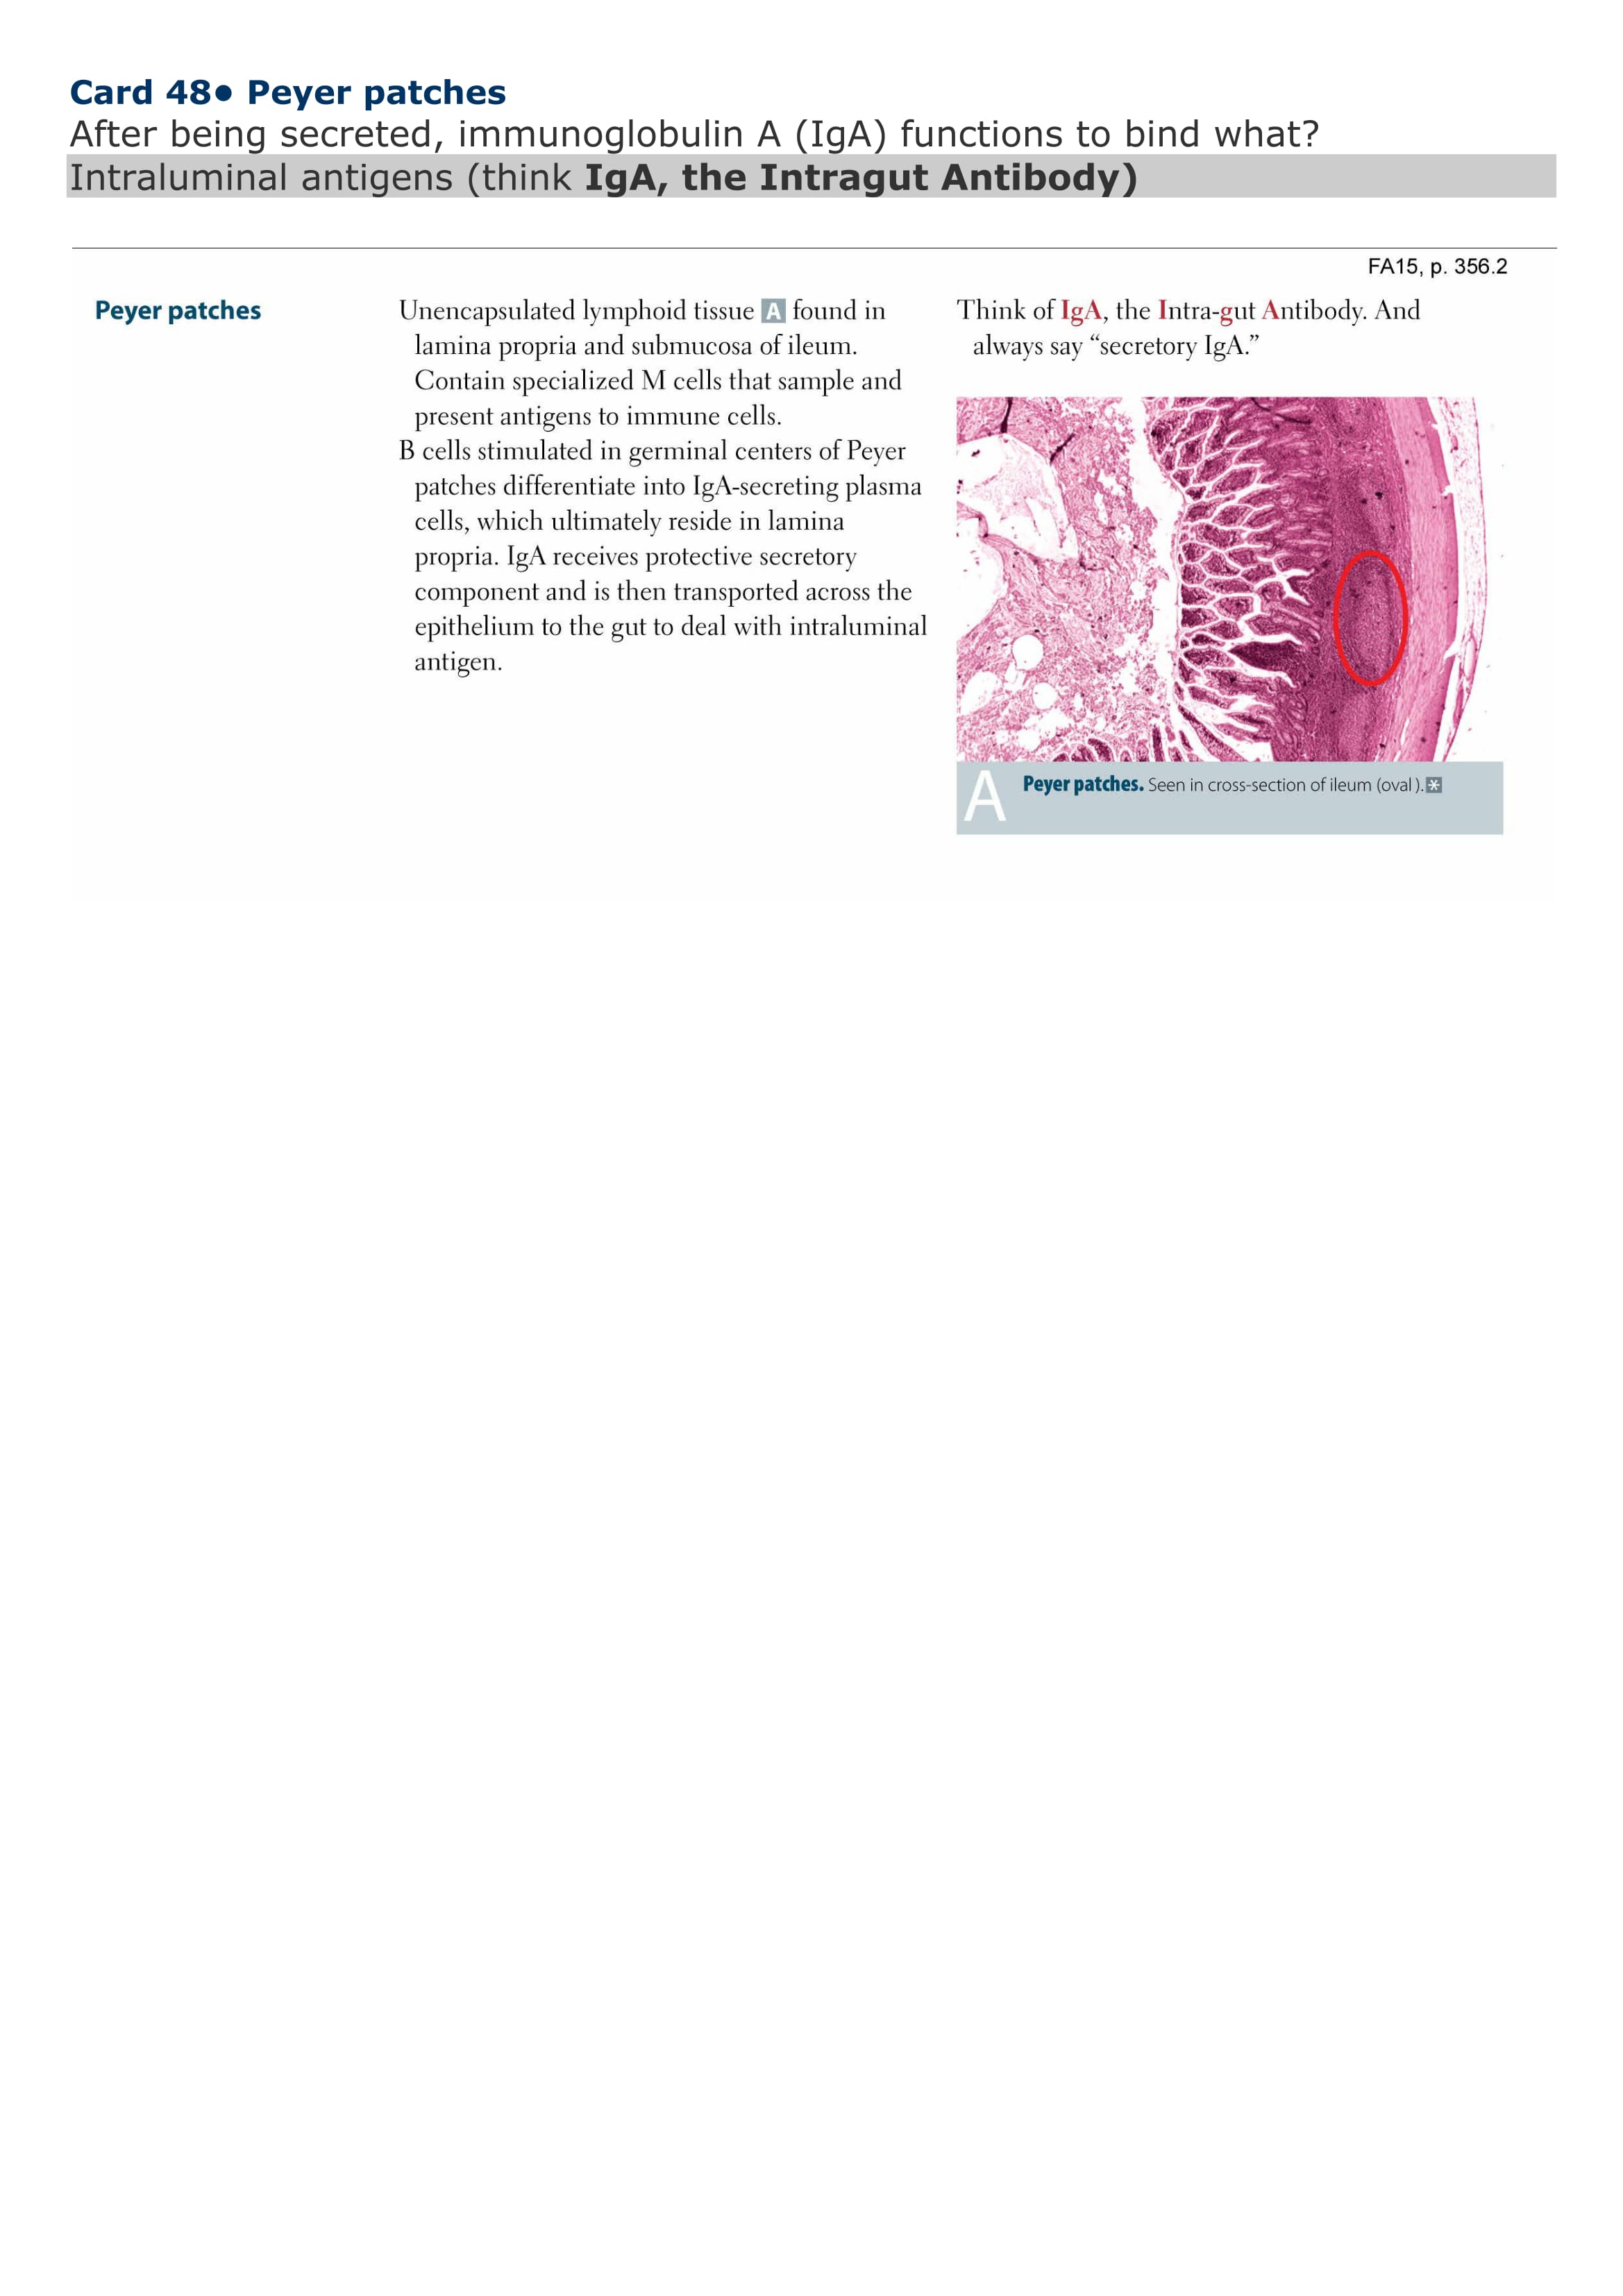 Card 48• Peyer patches
After being secreted, immunoglobulin A (IgA) functions to bind what?
Intraluminal antigens (think IgA, the Intragut Antibody)
FA15, p. 356.2
Peyer patches
Unencapsulated lymphoid tissue A found in
lamina propria and submucosa of ileum.
Contain specialized M cells that sample and
present antigens to immune cells.
B cells stimulated in germinal centers of Peyer
patches differentiate into IgA-secreting plasma
cells, which ultimately reside in lamina
propria. IgA receives protective secretory
component and is then transported across the
epithelium to the gut to deal with intraluminal
antigen.
Think of IgA, the Intra-gut Antibody. And
always say “secretory IgA.”
A
Peyer patches. Seen in cross-section of ileum (oval). *